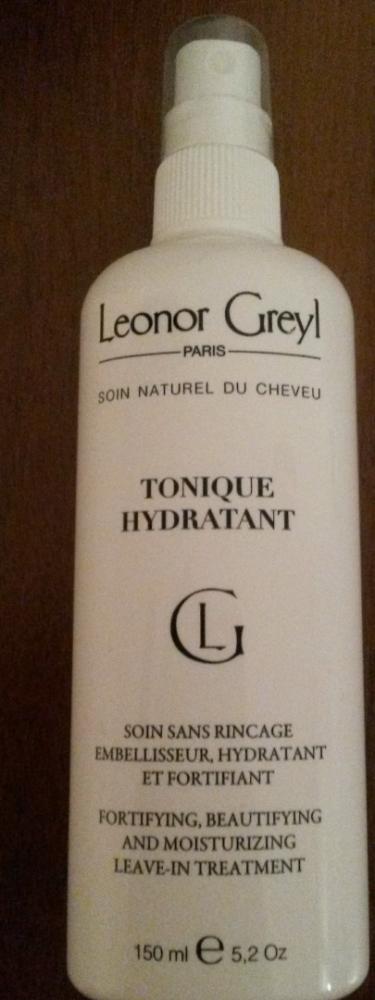 Leonor Greyl
PARIS
SOIN NATUREL DU CHEVEU
TONIQUE
HYDRATANT
LG
SOIN SANS RINCAGE
EMBELLISSEUR, HYDRATANT
ET FORTIFIANT
FORTIFYING, BEAUTIFYING
AND MOISTURIZING
LEAVE-IN TREATMENT
150 ml ℮ 5,2 Oz